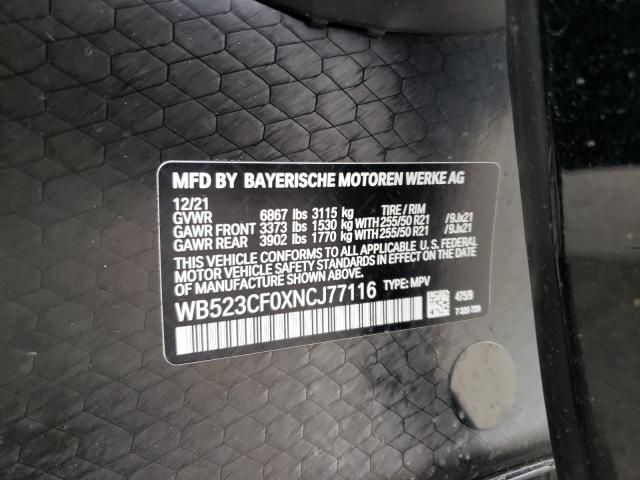 MFD BY BAYERISCHE MOTOREN WERKE AG
12/21
GVWR 6867 lbs 3115 kg TIRE / RIM
GAWR FRONT 3373 lbs 1530 kg WITH 255/50 R21 /9Jx21
GAWR REAR 3902 lbs 1770 kg WITH 255/50 R21 /9Jx21
THIS VEHICLE CONFORMS TO ALL APPLICABLE U.S. FEDERAL
MOTOR VEHICLE SAFETY STANDARDS IN EFFECT ON THE DATE
OF MANUFACTURE SHOWN ABOVE.
WB523CF0XNCJ77116 TYPE: MPV
475/9